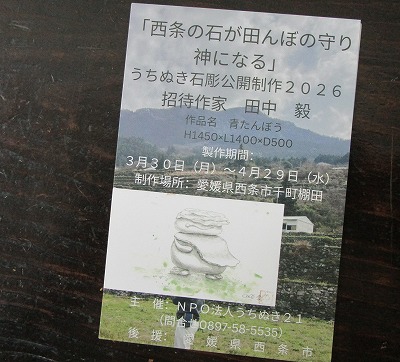 「西条の石が田んぼの守り
神になる」
うちぬき石彫公開制作2026
招待作家 田中 毅
作品名 青たんぼう
H1450×L1400×D500
製作期間:
3月30日(月)~4月29日(水)
制作場所:愛媛県西条市千町棚田
主催:NPO法人うちぬき21
(問合せ0897-58-5535)
後援:愛媛県西条市